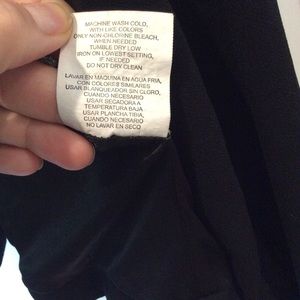 MACHINE WASH COLD,
WITH LIKE COLORS
ONLY NON-CHLORINE BLEACH,
WHEN NEEDED
TUMBLE DRY LOW
IRON ON LOWEST SETTING,
IF NEEDED
DO NOT DRY CLEAN
LAVAR EN MAQUINA EN AGUA FRIA,
CON COLORES SIMILARES
USAR BLANQUEADOR SIN CLORO,
CUANDO NECESARIO
USAR SECADORA A
TEMPERATURA BAJA
USAR PLANCHA TIBIA,
CUANDO NECESARIO
NO LAVAR EN SECO